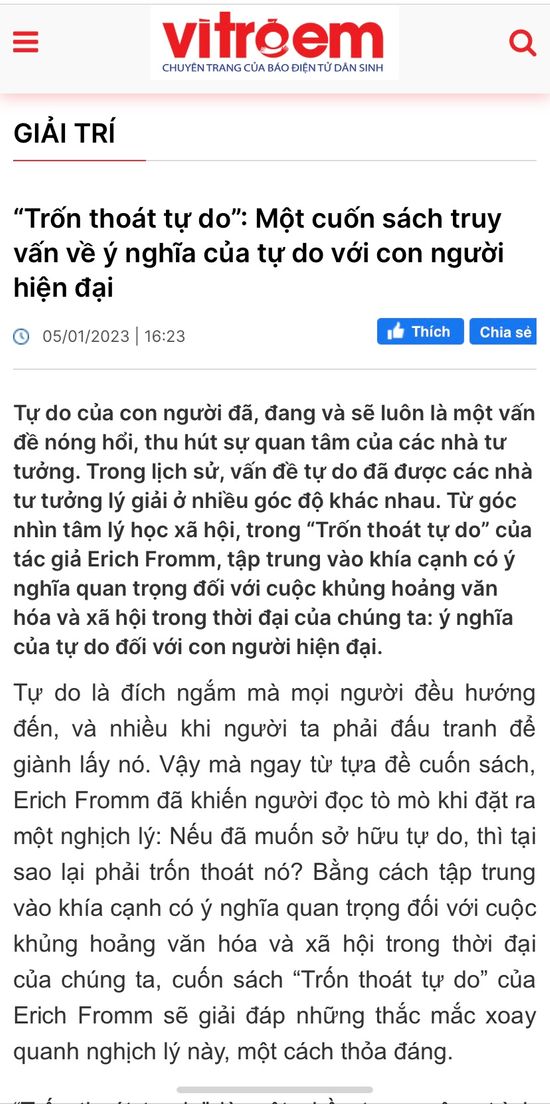 vìtrẻem
CHUYÊN TRANG CỦA BÁO ĐIỆN TỬ DÂN SINH
GIẢI TRÍ
“Trốn thoát tự do”: Một cuốn sách truy
vấn về ý nghĩa của tự do với con người
hiện đại
05/01/2023 | 16:23
Thích
Chia sẻ
Tự do của con người đã, đang và sẽ luôn là một vấn
đề nóng hổi, thu hút sự quan tâm của các nhà tư
tưởng. Trong lịch sử, vấn đề tự do đã được các nhà
tư tưởng lý giải ở nhiều góc độ khác nhau. Từ góc
nhìn tâm lý học xã hội, trong “Trốn thoát tự do” của
tác giả Erich Fromm, tập trung vào khía cạnh có ý
nghĩa quan trọng đối với cuộc khủng hoảng văn
hóa và xã hội trong thời đại của chúng ta: ý nghĩa
của tự do đối với con người hiện đại.
Tự do là đích ngắm mà mọi người đều hướng
đến, và nhiều khi người ta phải đấu tranh để
giành lấy nó. Vậy mà ngay từ tựa đề cuốn sách,
Erich Fromm đã khiến người đọc tò mò khi đặt ra
một nghịch lý: Nếu đã muốn sở hữu tự do, thì tại
sao lại phải trốn thoát nó? Bằng cách tập trung
vào khía cạnh có ý nghĩa quan trọng đối với cuộc
khủng hoảng văn hóa và xã hội trong thời đại
của chúng ta, cuốn sách “Trốn thoát tự do” của
Erich Fromm sẽ giải đáp những thắc mắc xoay
quanh nghịch lý này, một cách thỏa đáng.